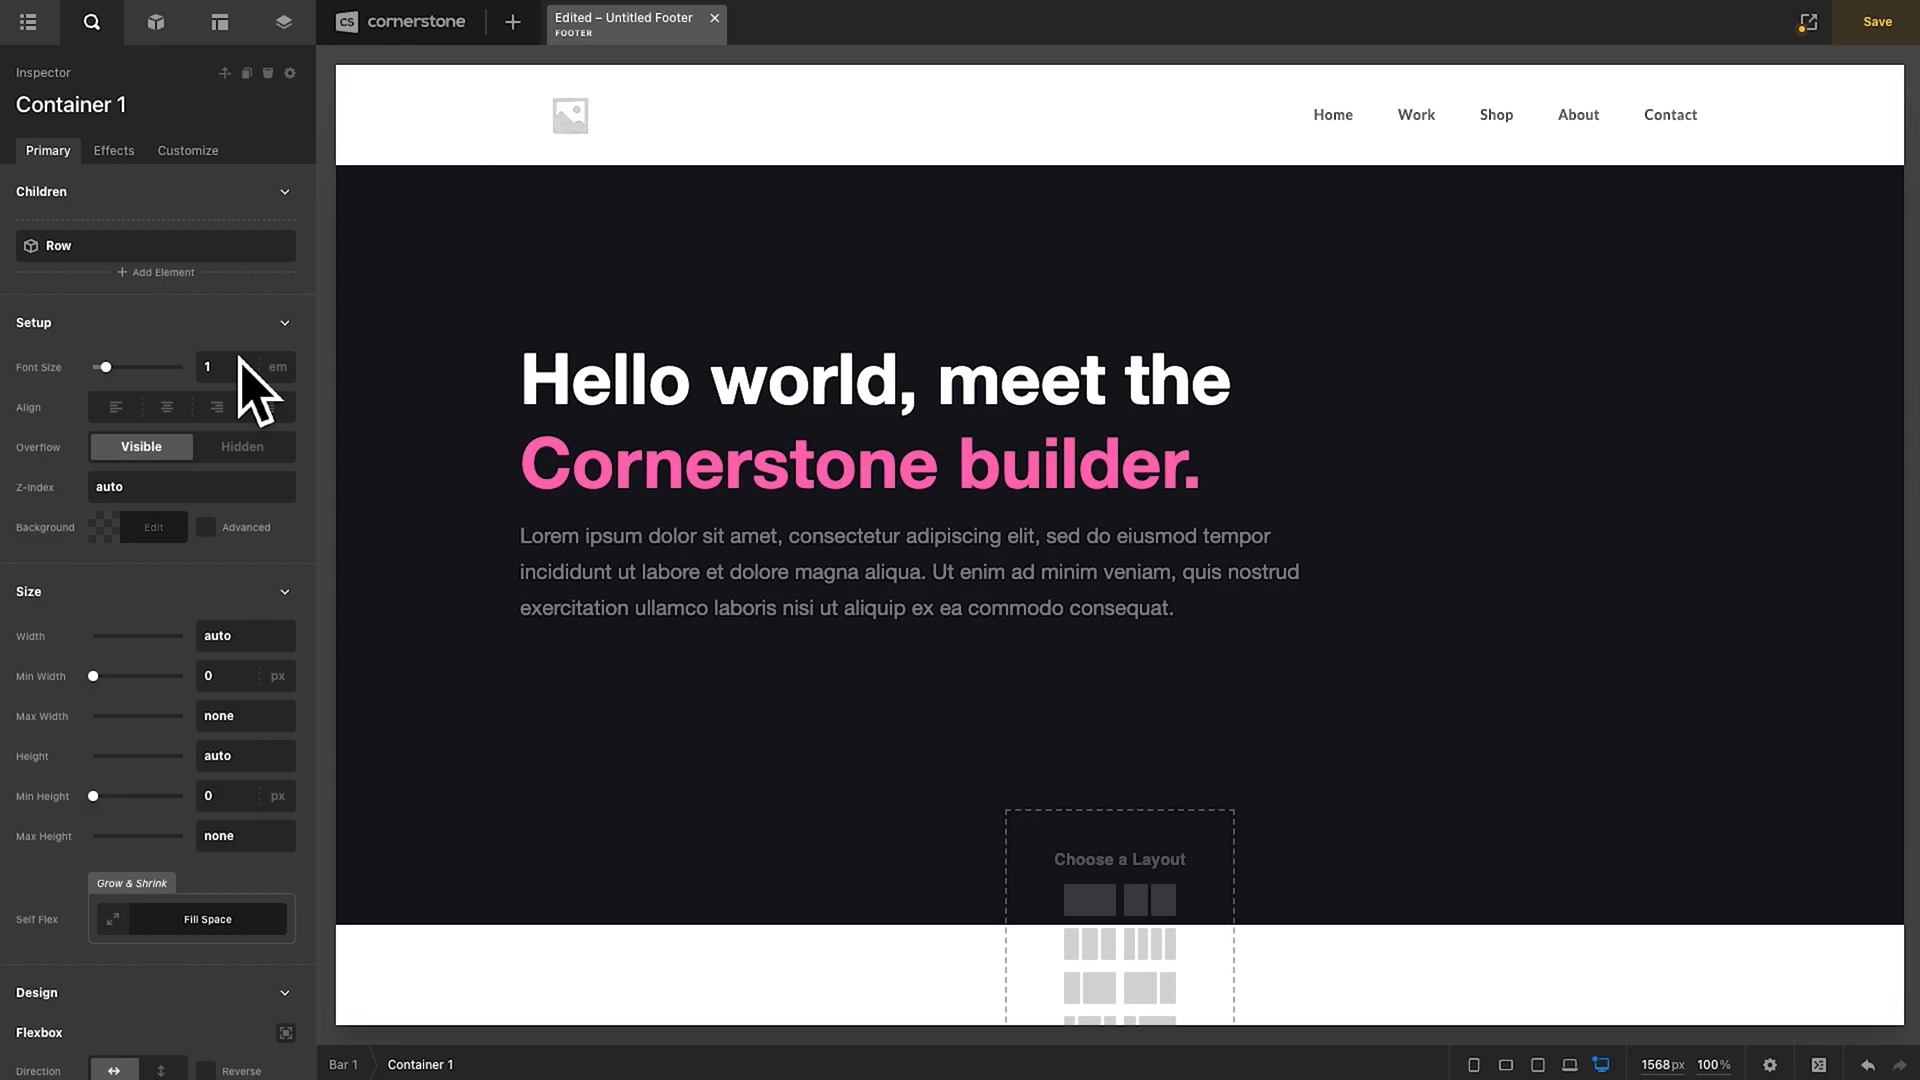 CS cornerstone
Edited – Untitled Footer
FOOTER
Save
Inspector
Container 1
Primary
Effects
Customize
Children
Row
Add Element
Setup
Font Size
1
em
Align
Overflow
Visible
Hidden
Z-Index
auto
Background
Edit
Advanced
Size
Width
auto
Min Width
0
px
Max Width
none
Height
auto
Min Height
0
px
Max Height
none
Grow & Shrink
Self Flex
Fill Space
Design
Flexbox
Direction
Reverse
Home
Work
Shop
About
Contact
Hello world, meet the
Cornerstone builder.
Lorem ipsum dolor sit amet, consectetur adipiscing elit, sed do eiusmod tempor
incididunt ut labore et dolore magna aliqua. Ut enim ad minim veniam, quis nostrud
exercitation ullamco laboris nisi ut aliquip ex ea commodo consequat.
Choose a Layout
Bar 1
Container 1
1568px
100%